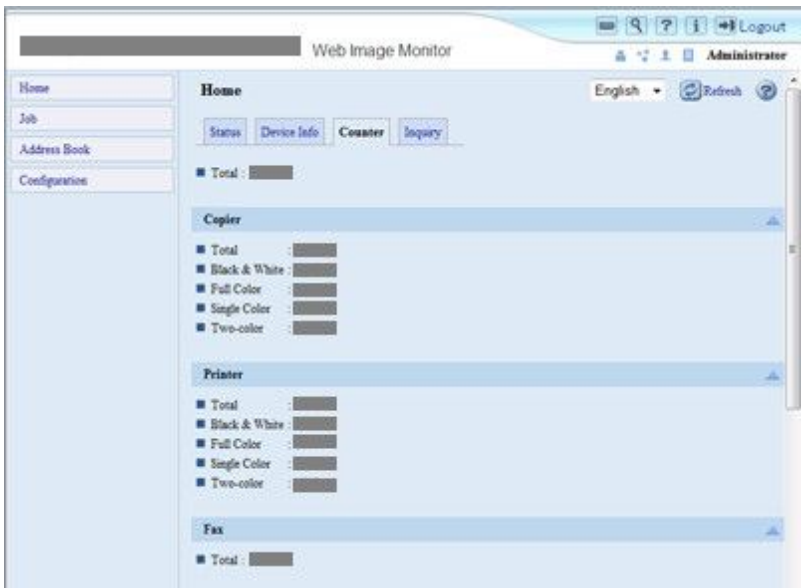 Logout
Web Image Monitor
Administrator
Home
Job
Address Book
Configuration
Home
English
Refresh
Status Device Info Counter Inquiry
Total :
Copier
Total :
Black & White :
Full Color :
Single Color :
Two-color :
Printer
Total :
Black & White :
Full Color :
Single Color :
Two-color :
Fax
Total :